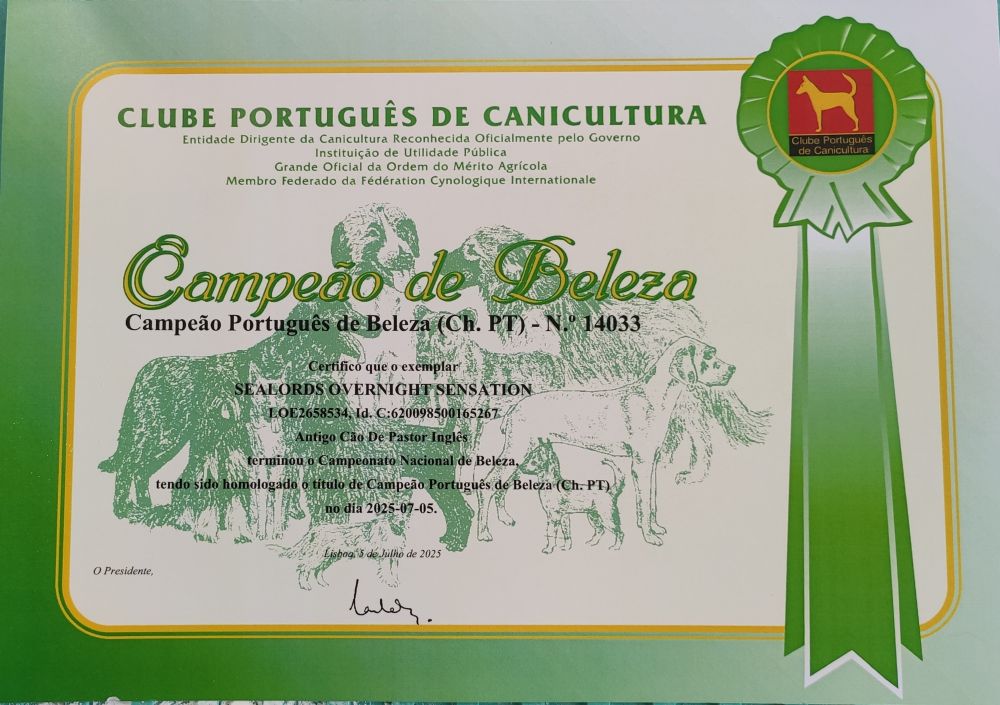 CLUBE PORTUGUÊS DE CANICULTURA
Entidade Dirigente da Canicultura Reconhecida Oficialmente pelo Governo
Instituição de Utilidade Pública
Grande Oficial da Ordem do Mérito Agrícola
Membro Federado da Fédération Cynologique Internationale
Clube Português
de Canicultura
Campeão de Beleza
Campeão Português de Beleza (Ch. PT) - N.º 14033
Certifico que o exemplar
SEALORDS OVERNIGHT SENSATION
LOE2658534, Id. C:620098500165267
Antigo Cão De Pastor Inglês
terminou o Campeonato Nacional de Beleza,
tendo sido homologado o título de Campeão Português de Beleza (Ch. PT)
no dia 2025-07-05.
Lisboa, 5 de Julho de 2025
O Presidente,